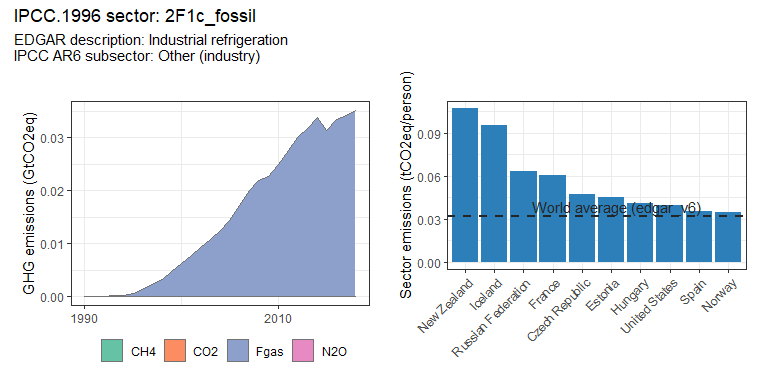 IPCC.1996 sector: 2F1c_fossil
EDGAR description: Industrial refrigeration
IPCC AR6 subsector: Other (industry)
GHG emissions (GtCO2eq)
0.03
0.02
0.01
0.00
1990
2010
CH4
CO2
Fgas
N2O
Sector emissions (tCO2eq/person)
0.09
0.06
0.03
0.00
World average (edgar_v6)
New Zealand
Iceland
Russian Federation
France
Czech Republic
Estonia
Hungary
United States
Spain
Norway